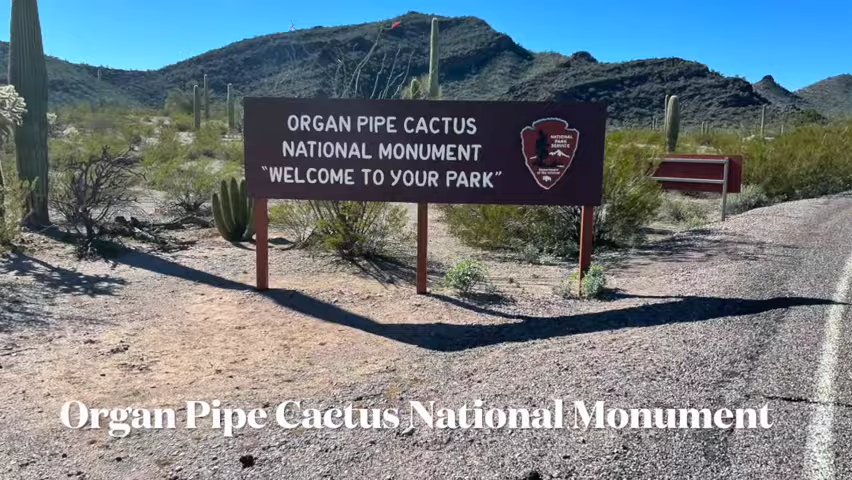 ORGAN PIPE CACTUS
NATIONAL MONUMENT
"WELCOME TO YOUR PARK"
NATIONAL
PARK
SERVICE
Organ Pipe Cactus National Monument